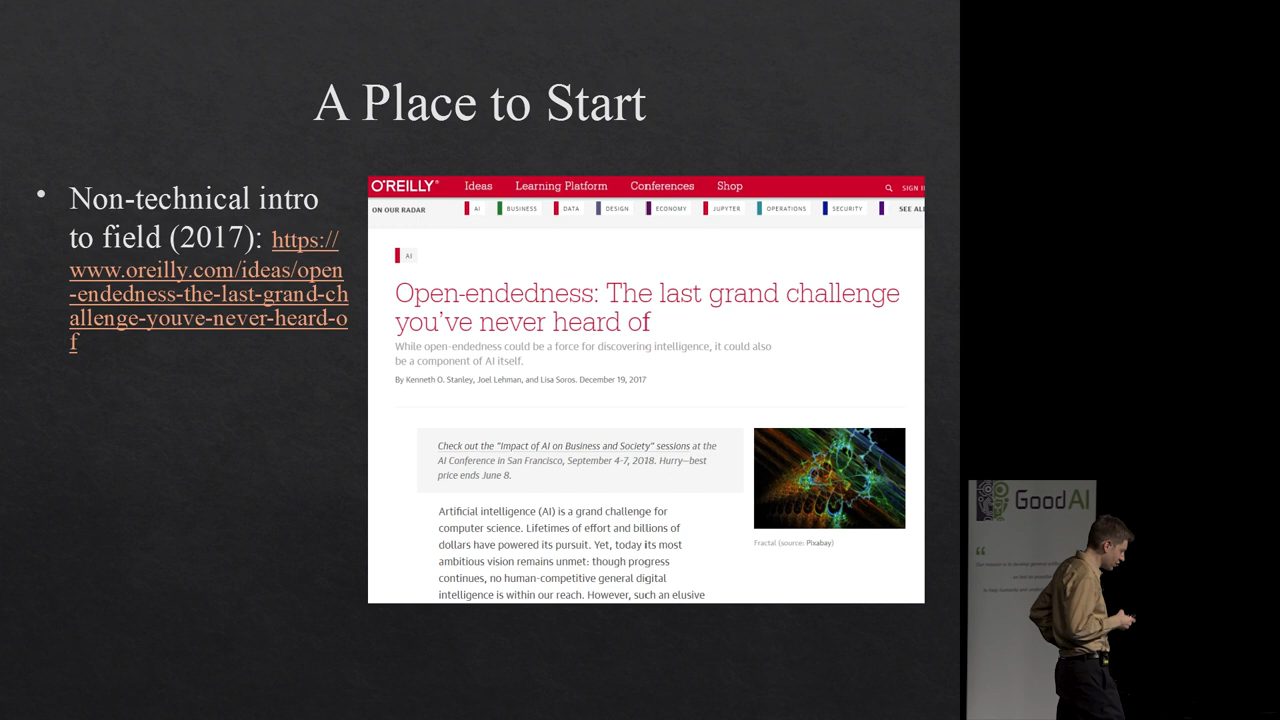 A Place to Start
• Non-technical intro
to field (2017): https://
www.oreilly.com/ideas/open
-endedness-the-last-grand-ch
allenge-youve-never-heard-o
f
O'REILLY® Ideas Learning Platform Conferences Shop SIGN I
ON OUR RADAR AI BUSINESS DATA DESIGN ECONOMY JUPYTER OPERATIONS SECURITY SEE ALL
AI
Open-endedness: The last grand challenge
you've never heard of
While open-endedness could be a force for discovering intelligence, it could also
be a component of AI itself.
By Kenneth O. Stanley, Joel Lehman, and Lisa Soros. December 19, 2017
Check out the "Impact of AI on Business and Society" sessions at the
AI Conference in San Francisco, September 4-7, 2018. Hurry—best
price ends June 8.
Fractal (source: Pixabay)
Artificial intelligence (AI) is a grand challenge for
computer science. Lifetimes of effort and billions of
dollars have powered its pursuit. Yet, today its most
ambitious vision remains unmet: though progress
continues, no human-competitive general digital
intelligence is within our reach. However, such an elusive
GoodAI
Our mission is to develop general